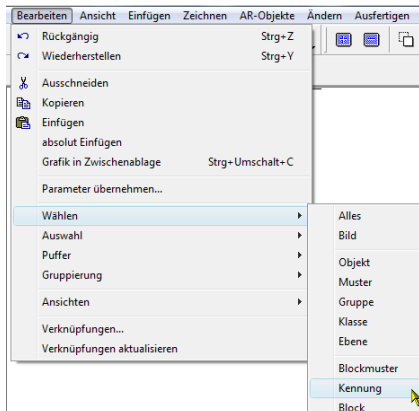 Bearbeiten Ansicht Einfügen Zeichnen AR-Objekte Ändern Ausfertigen
Rückgängig Strg+Z
Wiederherstellen Strg+Y
Ausschneiden
Kopieren
Einfügen
absolut Einfügen
Grafik in Zwischenablage Strg+Umschalt+C
Parameter übernehmen...
Wählen
Auswahl
Puffer
Gruppierung
Ansichten
Verknüpfungen...
Verknüpfungen aktualisieren
Alles
Bild
Objekt
Muster
Gruppe
Klasse
Ebene
Blockmuster
Kennung
Block